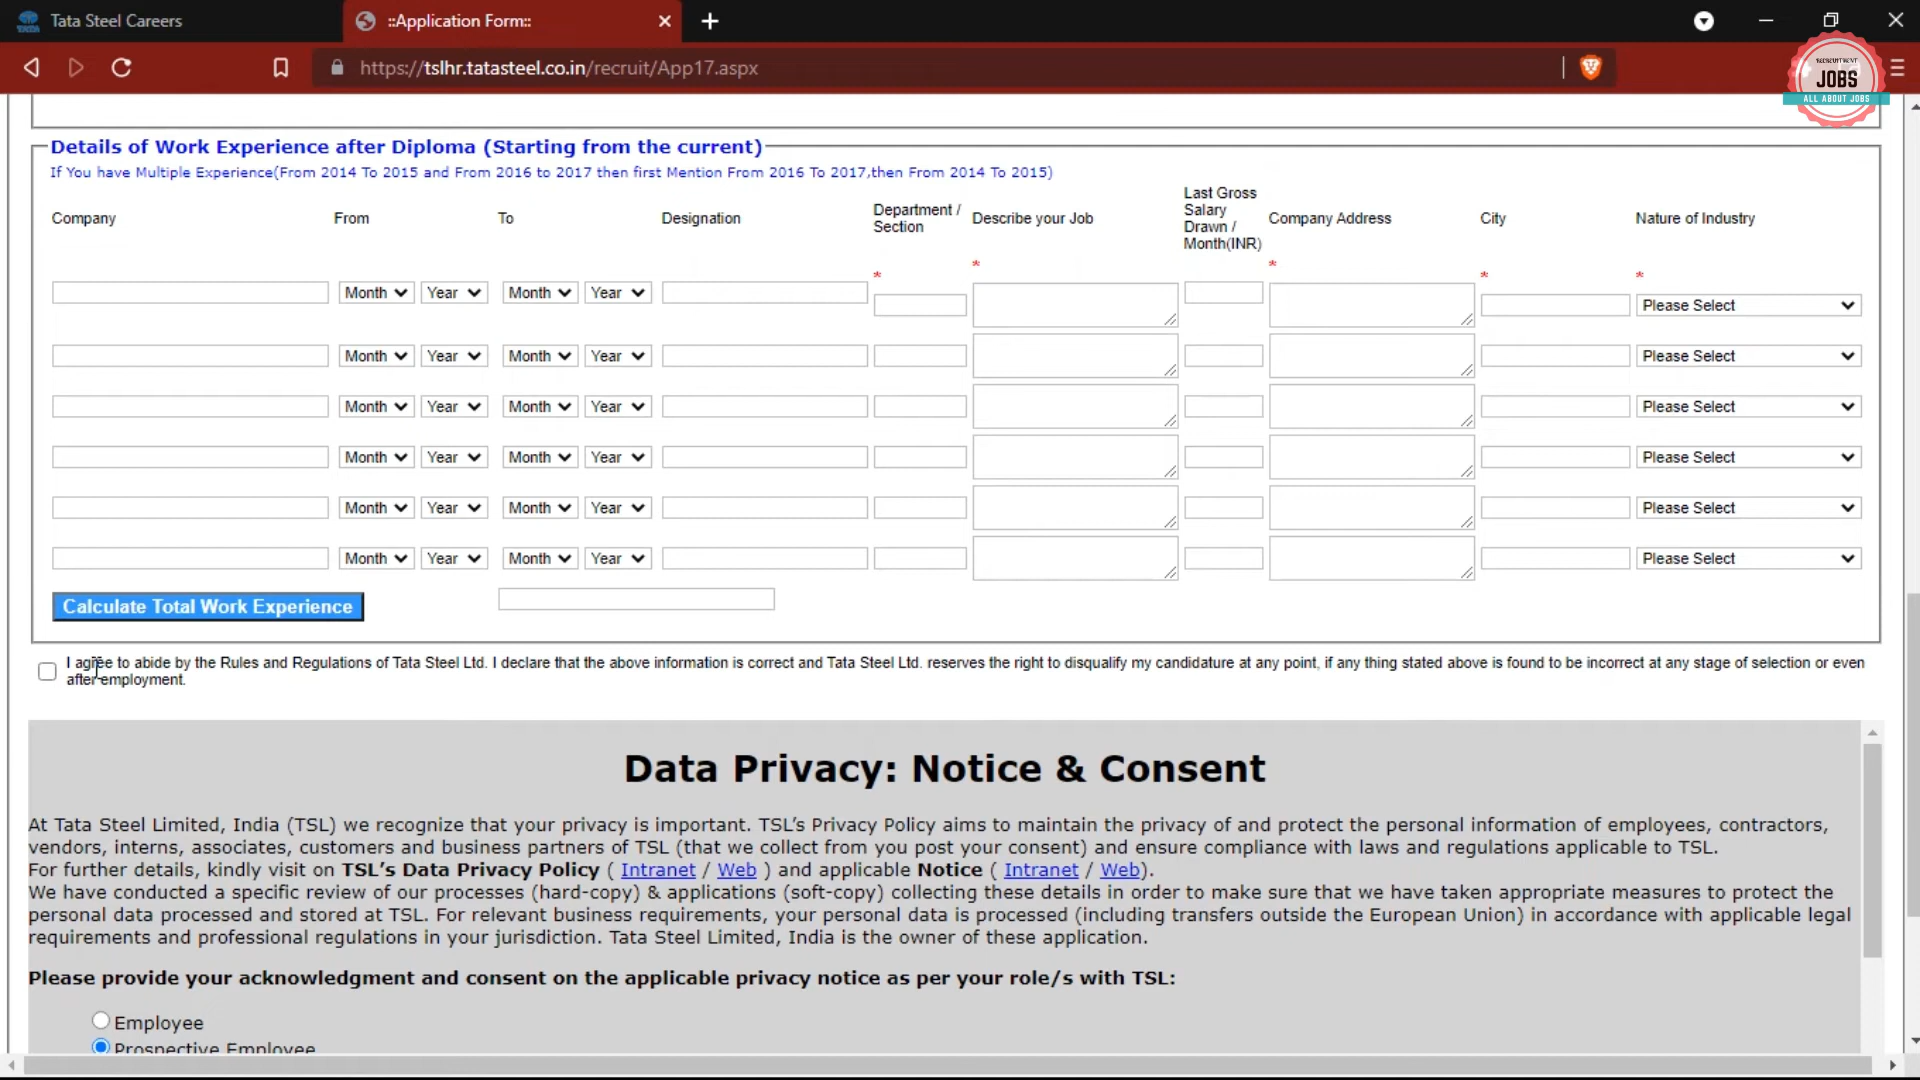 Tata Steel Careers
::Application Form::
https://tslhr.tatasteel.co.in/recruit/App17.aspx
RECRUITMENT
JOBS
ALL ABOUT JOBS
Details of Work Experience after Diploma (Starting from the current)
If You have Multiple Experience(From 2014 To 2015 and From 2016 to 2017 then first Mention From 2016 To 2017,then From 2014 To 2015)
Company From To Designation Department / Section Describe your Job Last Gross Salary Drawn / Month(INR) Company Address City Nature of Industry
* * * * *
Month Year Month Year Please Select
Month Year Month Year Please Select
Month Year Month Year Please Select
Month Year Month Year Please Select
Month Year Month Year Please Select
Month Year Month Year Please Select
Calculate Total Work Experience
I agree to abide by the Rules and Regulations of Tata Steel Ltd. I declare that the above information is correct and Tata Steel Ltd. reserves the right to disqualify my candidature at any point, if any thing stated above is found to be incorrect at any stage of selection or even
after employment.
Data Privacy: Notice & Consent
At Tata Steel Limited, India (TSL) we recognize that your privacy is important. TSL’s Privacy Policy aims to maintain the privacy of and protect the personal information of employees, contractors,
vendors, interns, associates, customers and business partners of TSL (that we collect from you post your consent) and ensure compliance with laws and regulations applicable to TSL.
For further details, kindly visit on TSL’s Data Privacy Policy ( Intranet / Web ) and applicable Notice ( Intranet / Web).
We have conducted a specific review of our processes (hard-copy) & applications (soft-copy) collecting these details in order to make sure that we have taken appropriate measures to protect the
personal data processed and stored at TSL. For relevant business requirements, your personal data is processed (including transfers outside the European Union) in accordance with applicable legal
requirements and professional regulations in your jurisdiction. Tata Steel Limited, India is the owner of these application.
Please provide your acknowledgment and consent on the applicable privacy notice as per your role/s with TSL:
Employee
Prospective Employee